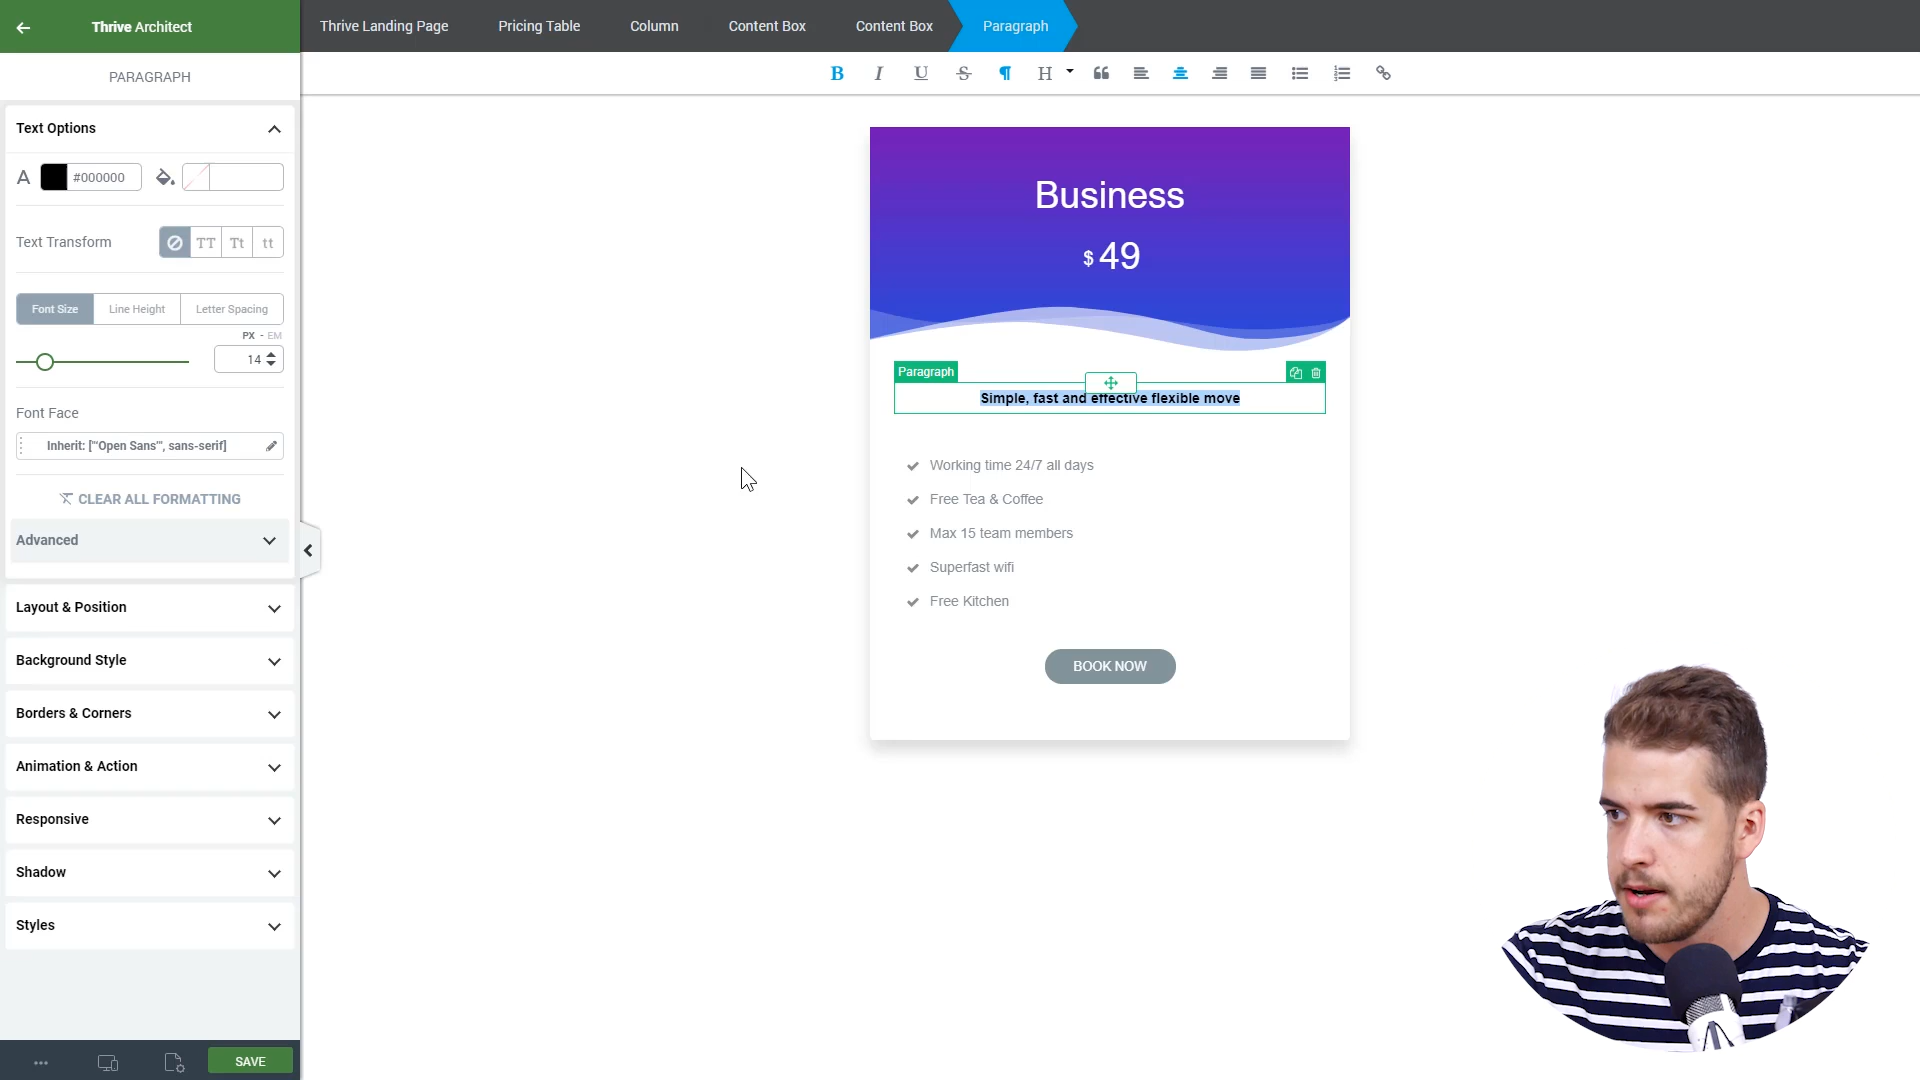 Thrive Architect
Thrive Landing Page
Pricing Table
Column
Content Box
Content Box
Paragraph
PARAGRAPH
B I U S ¶ H
Text Options
A #000000
Text Transform
TT Tt tt
Font Size
Line Height
Letter Spacing
PX - EM
14
Font Face
Inherit: ["'Open Sans'", sans-serif]
CLEAR ALL FORMATTING
Advanced
Layout & Position
Background Style
Borders & Corners
Animation & Action
Responsive
Shadow
Styles
SAVE
Business
$ 49
Paragraph
Simple, fast and effective flexible move
Working time 24/7 all days
Free Tea & Coffee
Max 15 team members
Superfast wifi
Free Kitchen
BOOK NOW